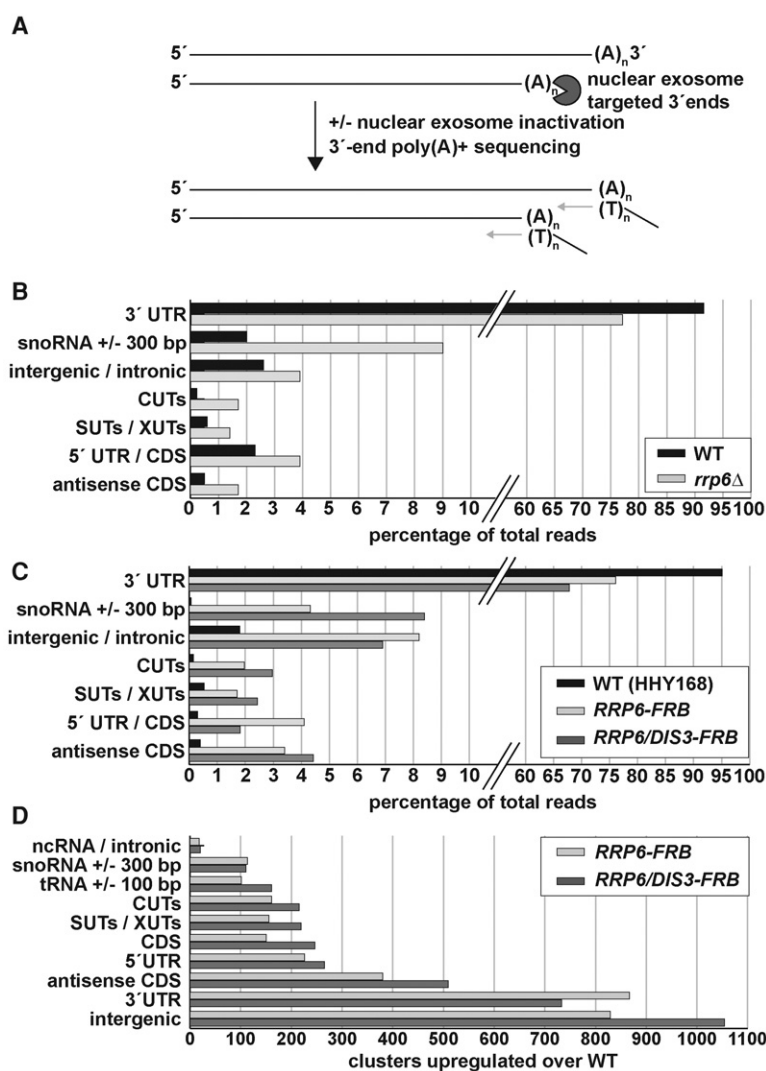 A
5´ (A)n 3´
5´ (A)n nuclear exosome
targeted 3´ends
+/- nuclear exosome inactivation
3´-end poly(A)+ sequencing
5´ (A)n
(T)n
5´ (A)n
(T)n
B
3´ UTR
snoRNA +/- 300 bp
intergenic / intronic
CUTs
SUTs / XUTs
5´ UTR / CDS
antisense CDS
WT
rrp6Δ
0 1 2 3 4 5 6 7 8 9 10 60 65 70 75 80 85 90 95 100
percentage of total reads
C
3´ UTR
snoRNA +/- 300 bp
intergenic / intronic
CUTs
SUTs / XUTs
5´ UTR / CDS
antisense CDS
WT (HHY168)
RRP6-FRB
RRP6/DIS3-FRB
0 1 2 3 4 5 6 7 8 9 10 60 65 70 75 80 85 90 95 100
percentage of total reads
D
ncRNA / intronic
snoRNA +/- 300 bp
tRNA +/- 100 bp
CUTs
SUTs / XUTs
CDS
5´UTR
antisense CDS
3´UTR
intergenic
RRP6-FRB
RRP6/DIS3-FRB
0 100 200 300 400 500 600 700 800 900 1000 1100
clusters upregulated over WT